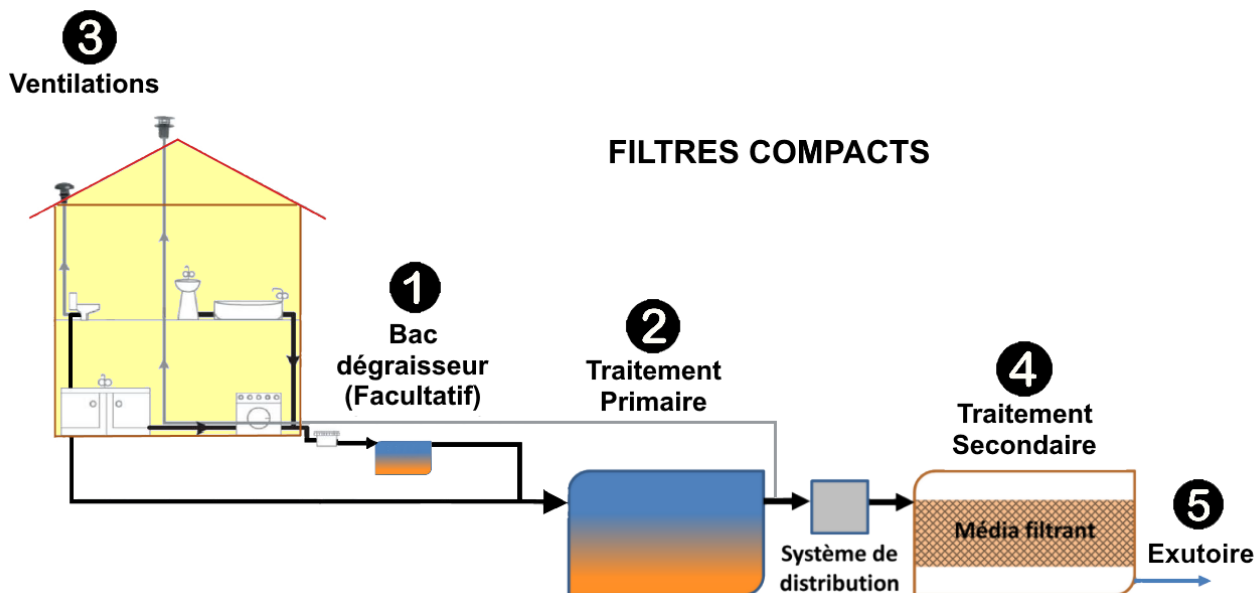 3
Ventilations
FILTRES COMPACTS
1
Bac
dégraisseur
(Facultatif)
2
Traitement
Primaire
4
Traitement
Secondaire
Média filtrant
5
Exutoire
Système de
distribution